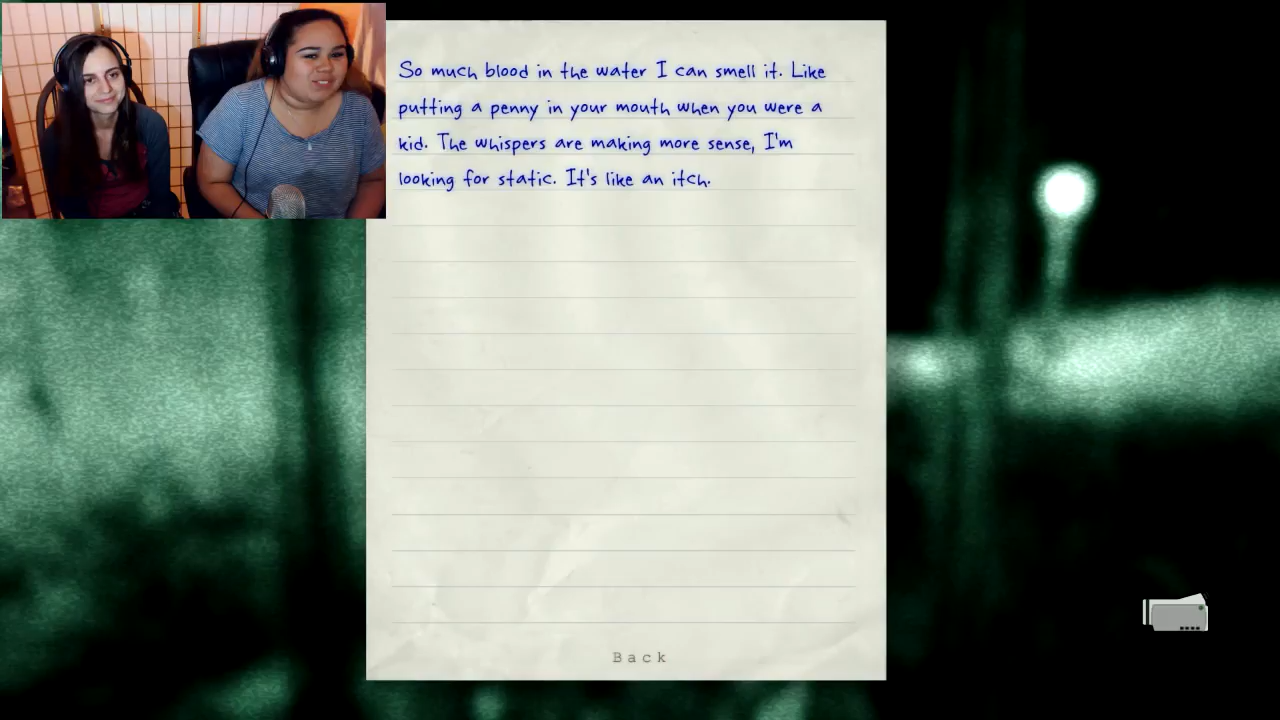 So much blood in the water I can smell it. Like
putting a penny in your mouth when you were a
kid. The whispers are making more sense, I'm
looking for static. It's like an itch.
Back